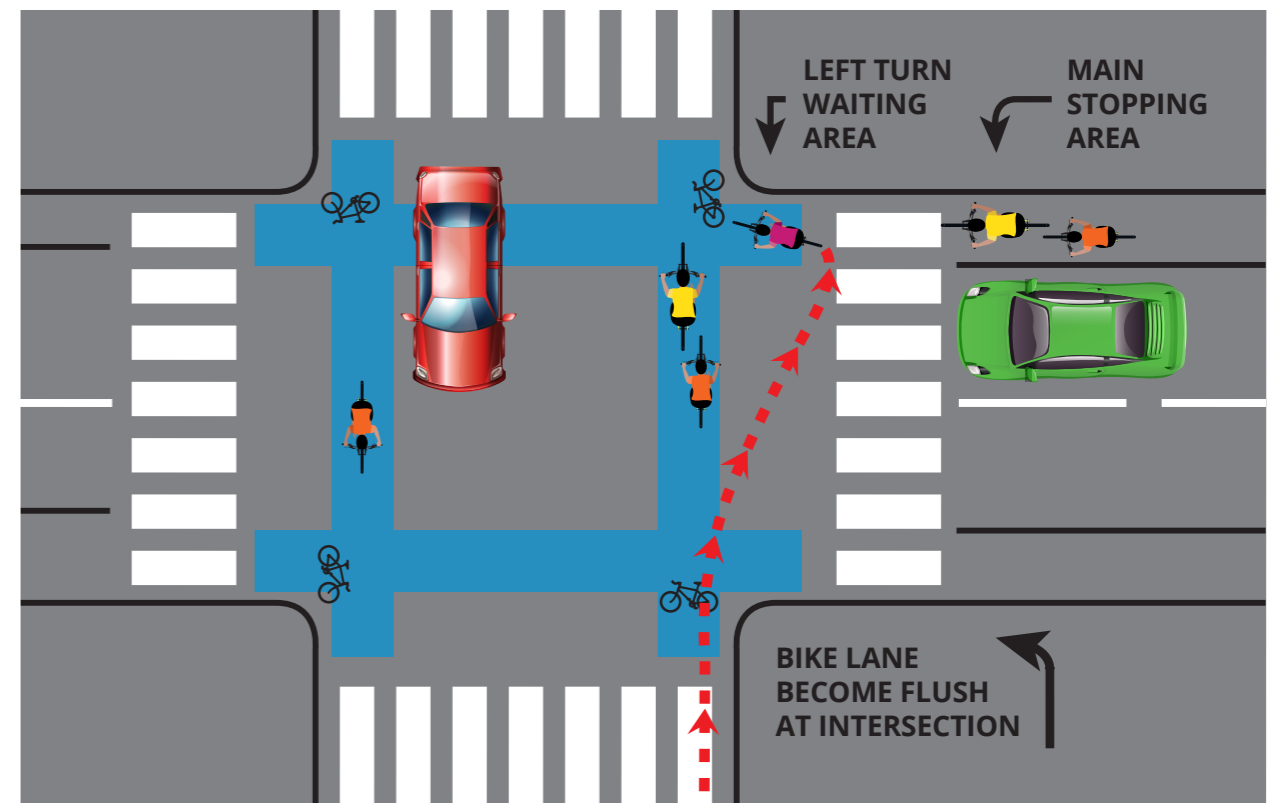 LEFT TURN
WAITING
AREA
MAIN
STOPPING
AREA
BIKE LANE
BECOME FLUSH
AT INTERSECTION